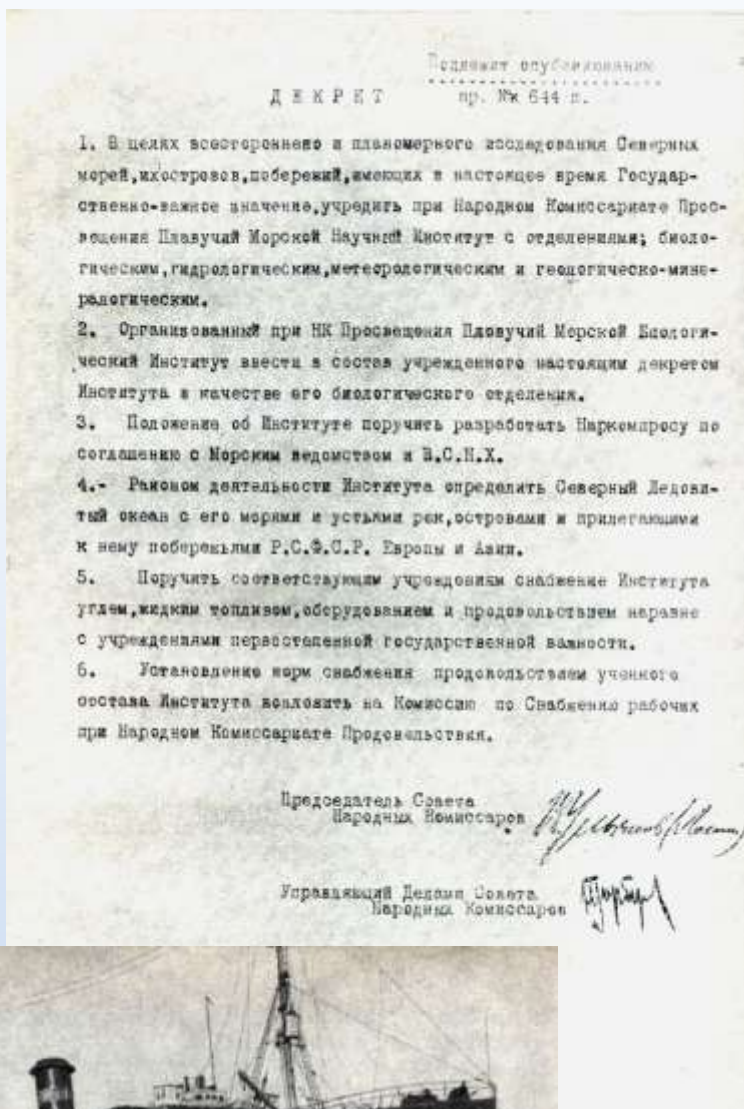 Подлежит опубликованию
ДЕКРЕТ пр. № 644 п.
1. В целях всестороннего и планомерного исследования Северных
морей,их островов,побережий,имеющих в настоящее время Государ-
ственно-важное значение,учредить при Народном Комиссариате Прос-
вещения Плавучий Морской Научный Институт с отделениями; биоло-
гическим,гидрологическим,метеорологическим и геологическо-мине-
ралогическим.
2. Организованный при НК Просвещения Пловучий Морской Биологи-
ческий Институт ввести в состав учрежденного настоящим декретом
Института в качестве его биологического отделения.
3. Положение об Институте поручить разработать Наркомпросу по
соглашению с Морским ведомством и В.С.Н.Х.
4.- Районом деятельности Института определить Северный Ледови-
тый океан с его морями и устьями рек,островами и прилегающими
к нему побережьями Р.С.Ф.С.Р. Европы и Азии.
5. Поручить соответствующим учреждениям снабжение Института
углем,жидким топливом,оборудованием и продовольствием наравне
с учреждениями первостепенной государственной важности.
6. Установление норм снабжения продовольствием ученого
состава Института возложить на Комиссию по Снабжению рабочих
при Народном Комиссариате Продовольствия.
Председатель Совета
Народных Комиссаров
Управляющий Делами Совета
Народных Комиссаров